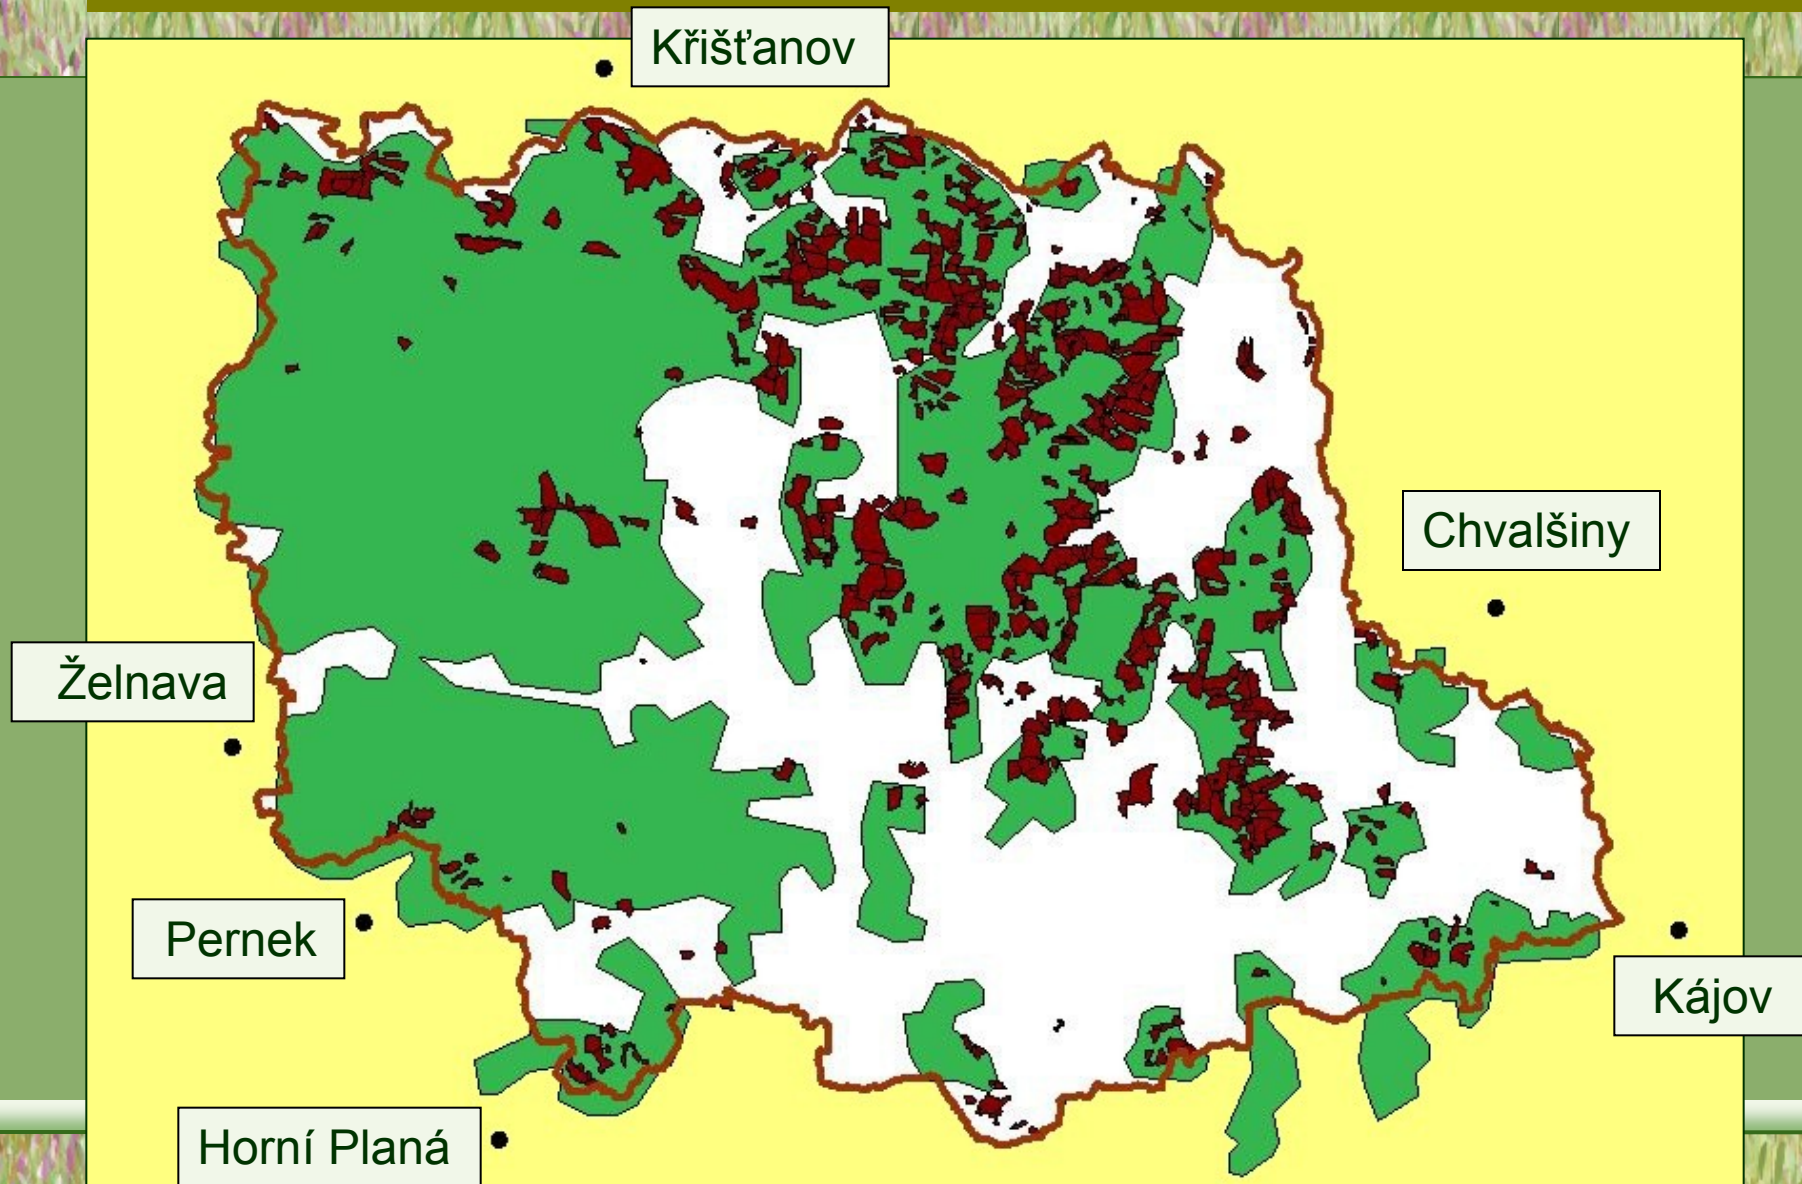 Křišťanov
Chvalšiny
Želnava
Pernek
Kájov
Horní Planá